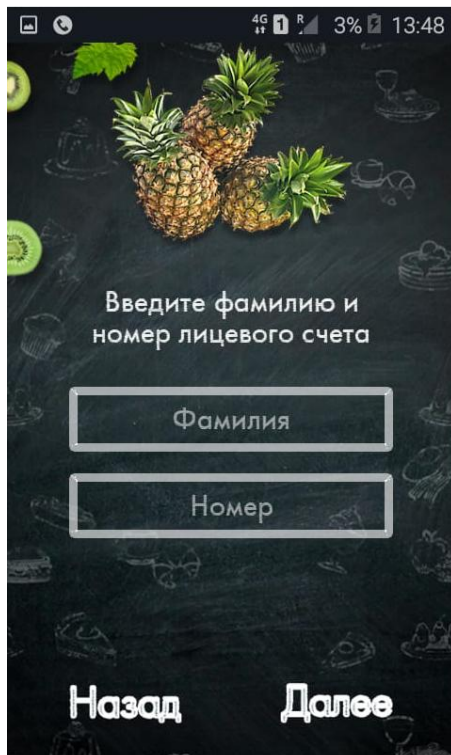 4G 1 R 3% 13:48
Введите фамилию и
номер лицевого счета
Фамилия
Номер
Назад Далее